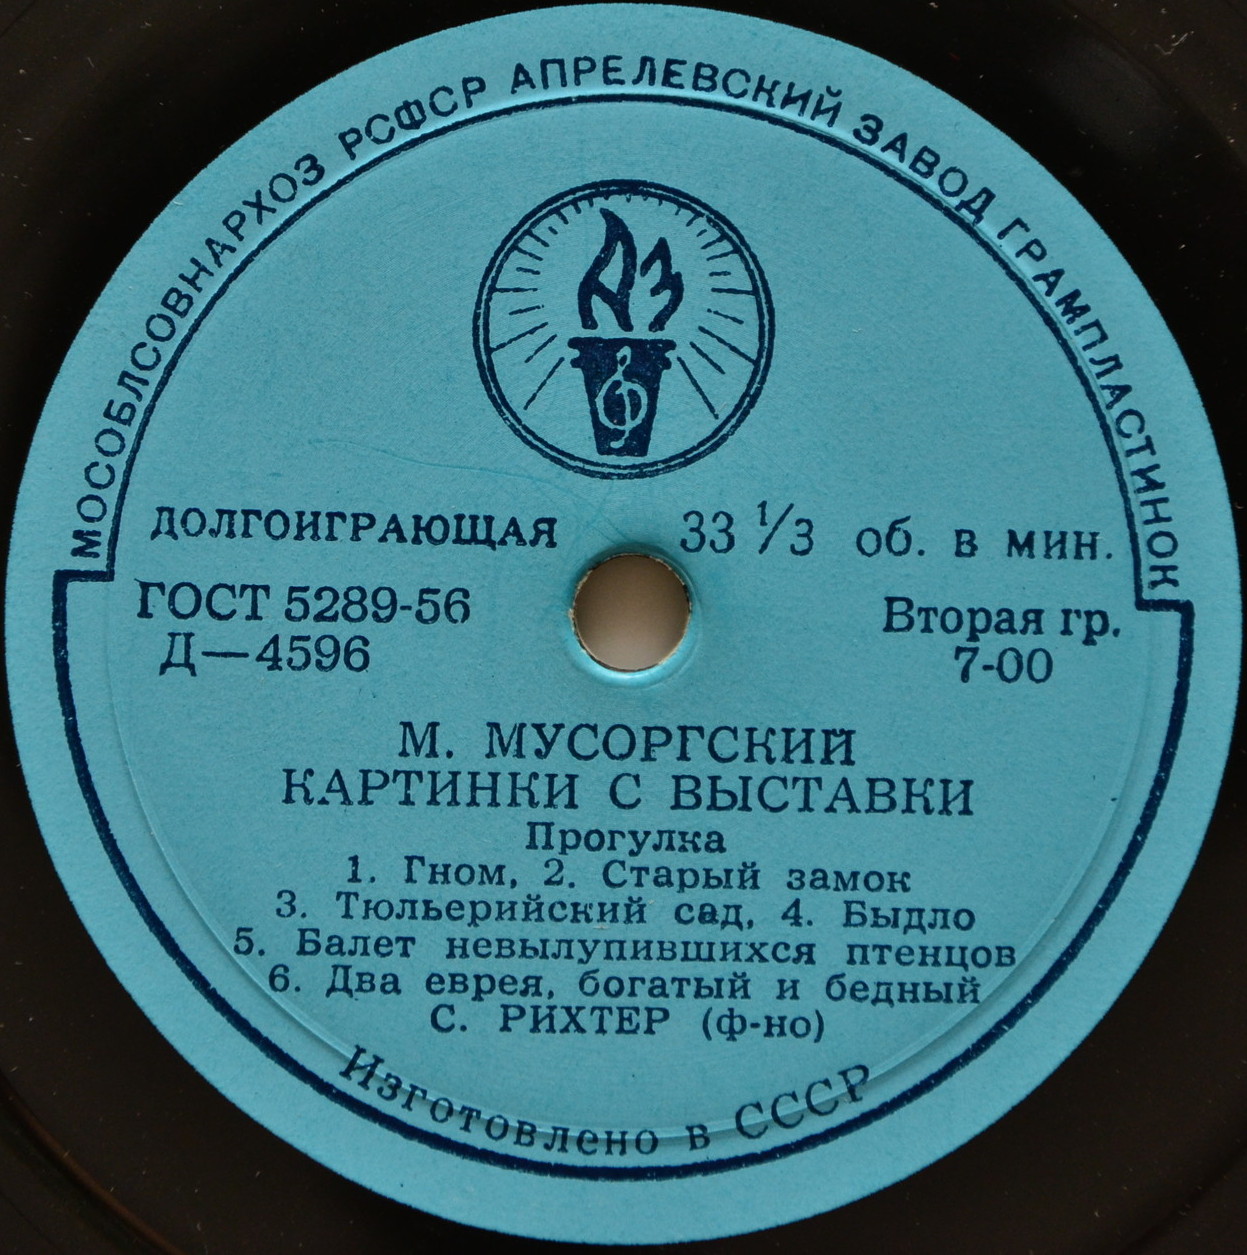 МОСОБЛСОВНАРХОЗ РСФСР АПРЕЛЕВСКИЙ ЗАВОД ГРАМПЛАСТИНОК
АЗ
ДОЛГОИГРАЮЩАЯ 33 1/3 об. в мин.
ГОСТ 5289-56 Вторая гр.
Д—4596 7-00
М. МУСОРГСКИЙ
КАРТИНКИ С ВЫСТАВКИ
Прогулка
1. Гном, 2. Старый замок
3. Тюльерийский сад, 4. Быдло
5. Балет невылупившихся птенцов
6. Два еврея, богатый и бедный
С. РИХТЕР (ф-но)
Изготовлено в СССР